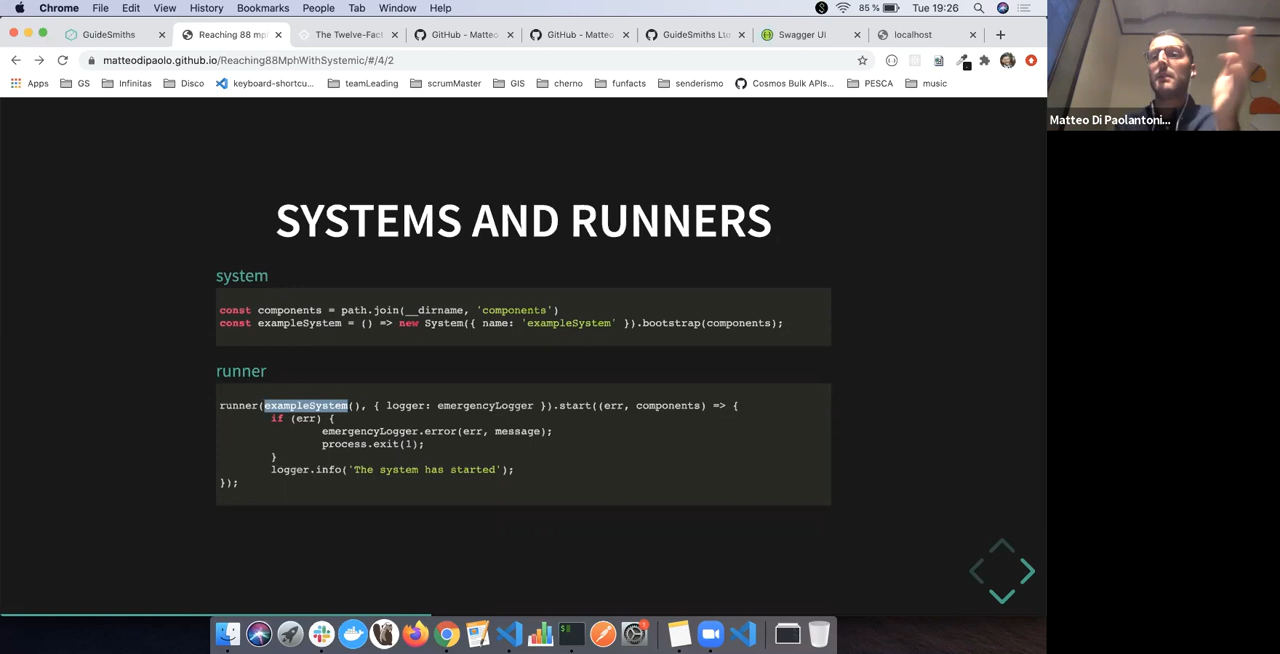 Chrome File Edit View History Bookmarks People Tab Window Help
85 % Tue 19:26
GuideSmiths
Reaching 88 mp
The Twelve-Fac
GitHub - Matteo
GitHub - Matteo
GuideSmiths Ltd
Swagger UI
localhost
matteodipaolo.github.io/Reaching88MphWithSystemic/#/4/2
Apps GS Infinitas Disco keyboard-shortcu... teamLeading scrumMaster GIS cherno funfacts senderismo Cosmos Bulk APIs... PESCA music
Matteo Di Paolantoni...
SYSTEMS AND RUNNERS
system
const components = path.join(__dirname, 'components')
const exampleSystem = () => new System({ name: 'exampleSystem' }).bootstrap(components);
runner
runner(exampleSystem(), { logger: emergencyLogger }).start((err, components) => {
if (err) {
emergencyLogger.error(err, message);
process.exit(1);
}
logger.info('The system has started');
});